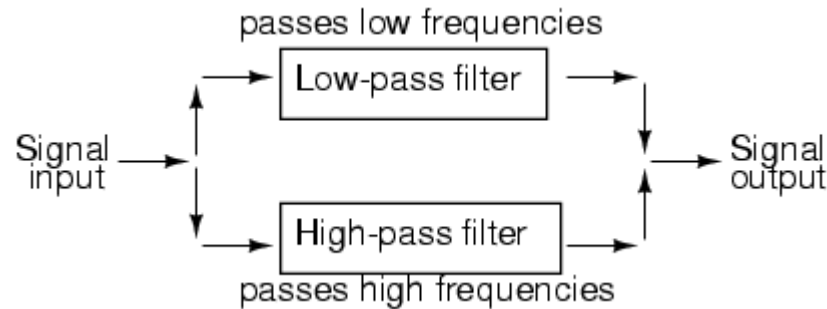 passes low frequencies
Low-pass filter
Signal
input
Signal
output
High-pass filter
passes high frequencies